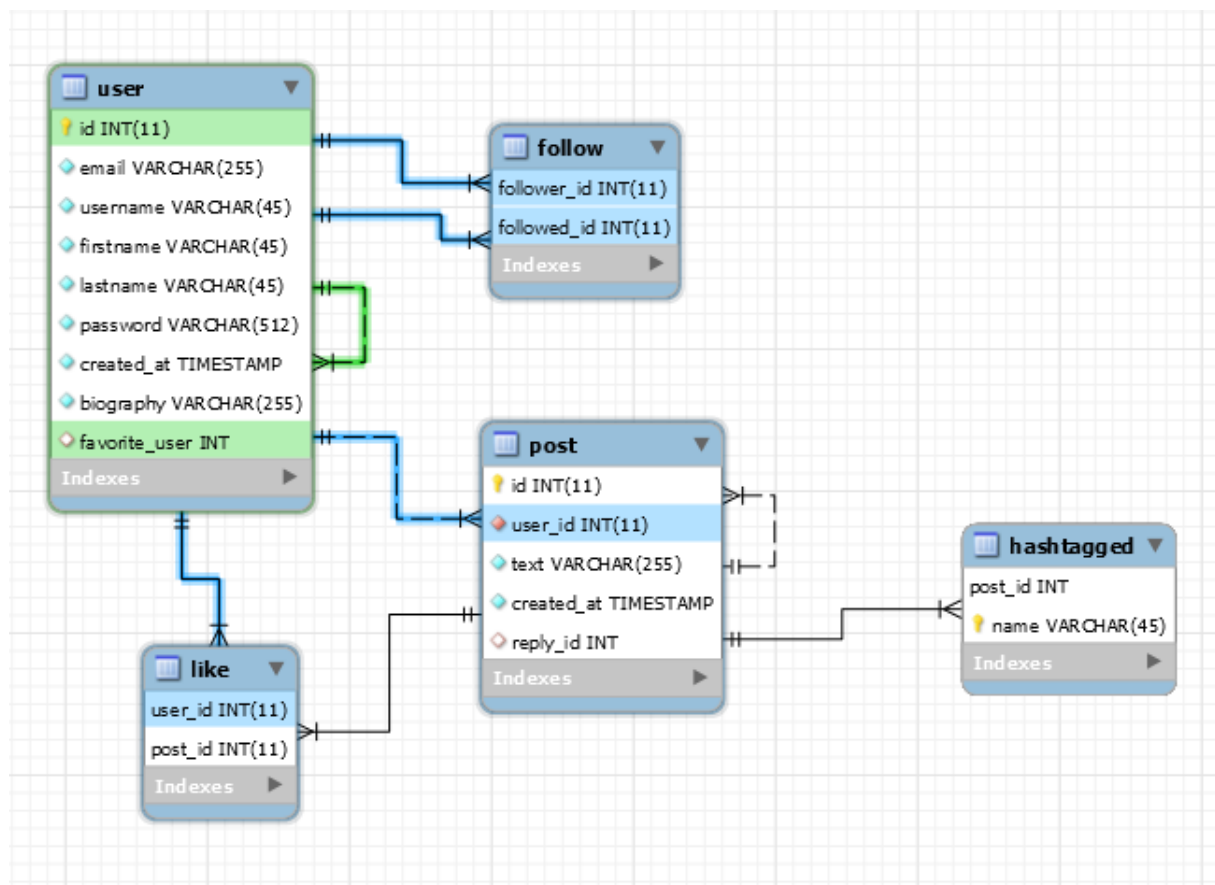 user
id INT(11)
email VARCHAR(255)
username VARCHAR(45)
firstname VARCHAR(45)
lastname VARCHAR(45)
password VARCHAR(512)
created_at TIMESTAMP
biography VARCHAR(255)
favorite_user INT
Indexes
follow
follower_id INT(11)
followed_id INT(11)
Indexes
post
id INT(11)
user_id INT(11)
text VARCHAR(255)
created_at TIMESTAMP
reply_id INT
Indexes
hashtagged
post_id INT
name VARCHAR(45)
Indexes
like
user_id INT(11)
post_id INT(11)
Indexes